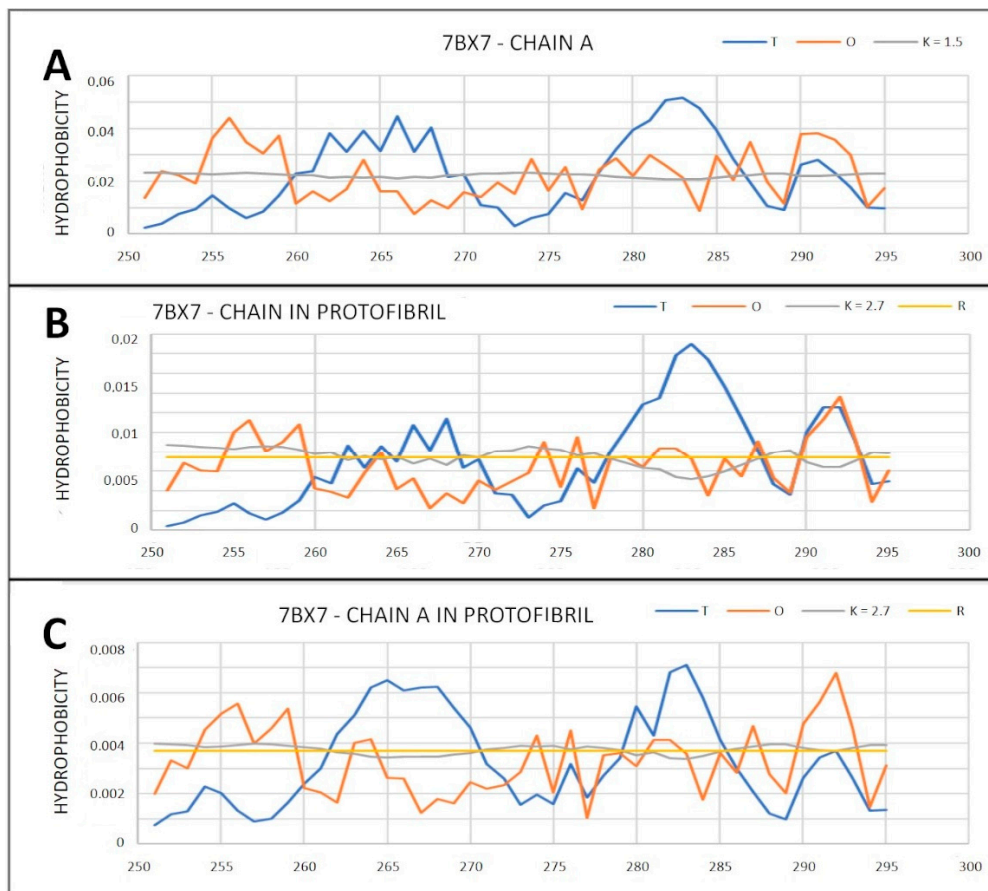 A
7BX7 - CHAIN A
T O K = 1.5
HYDROPHOBICITY
0,06
0.04
0.02
0
250 255 260 265 270 275 280 285 290 295 300
B
7BX7 - CHAIN IN PROTOFIBRIL
T O K = 2.7 R
HYDROPHOBICITY
0,02
0.015
0.01
0.005
0
250 255 260 265 270 275 280 285 290 295 300
C
7BX7 - CHAIN A IN PROTOFIBRIL
T O K = 2.7 R
HYDROPHOBICITY
0.008
0.006
0.004
0.002
0
250 255 260 265 270 275 280 285 290 295 300